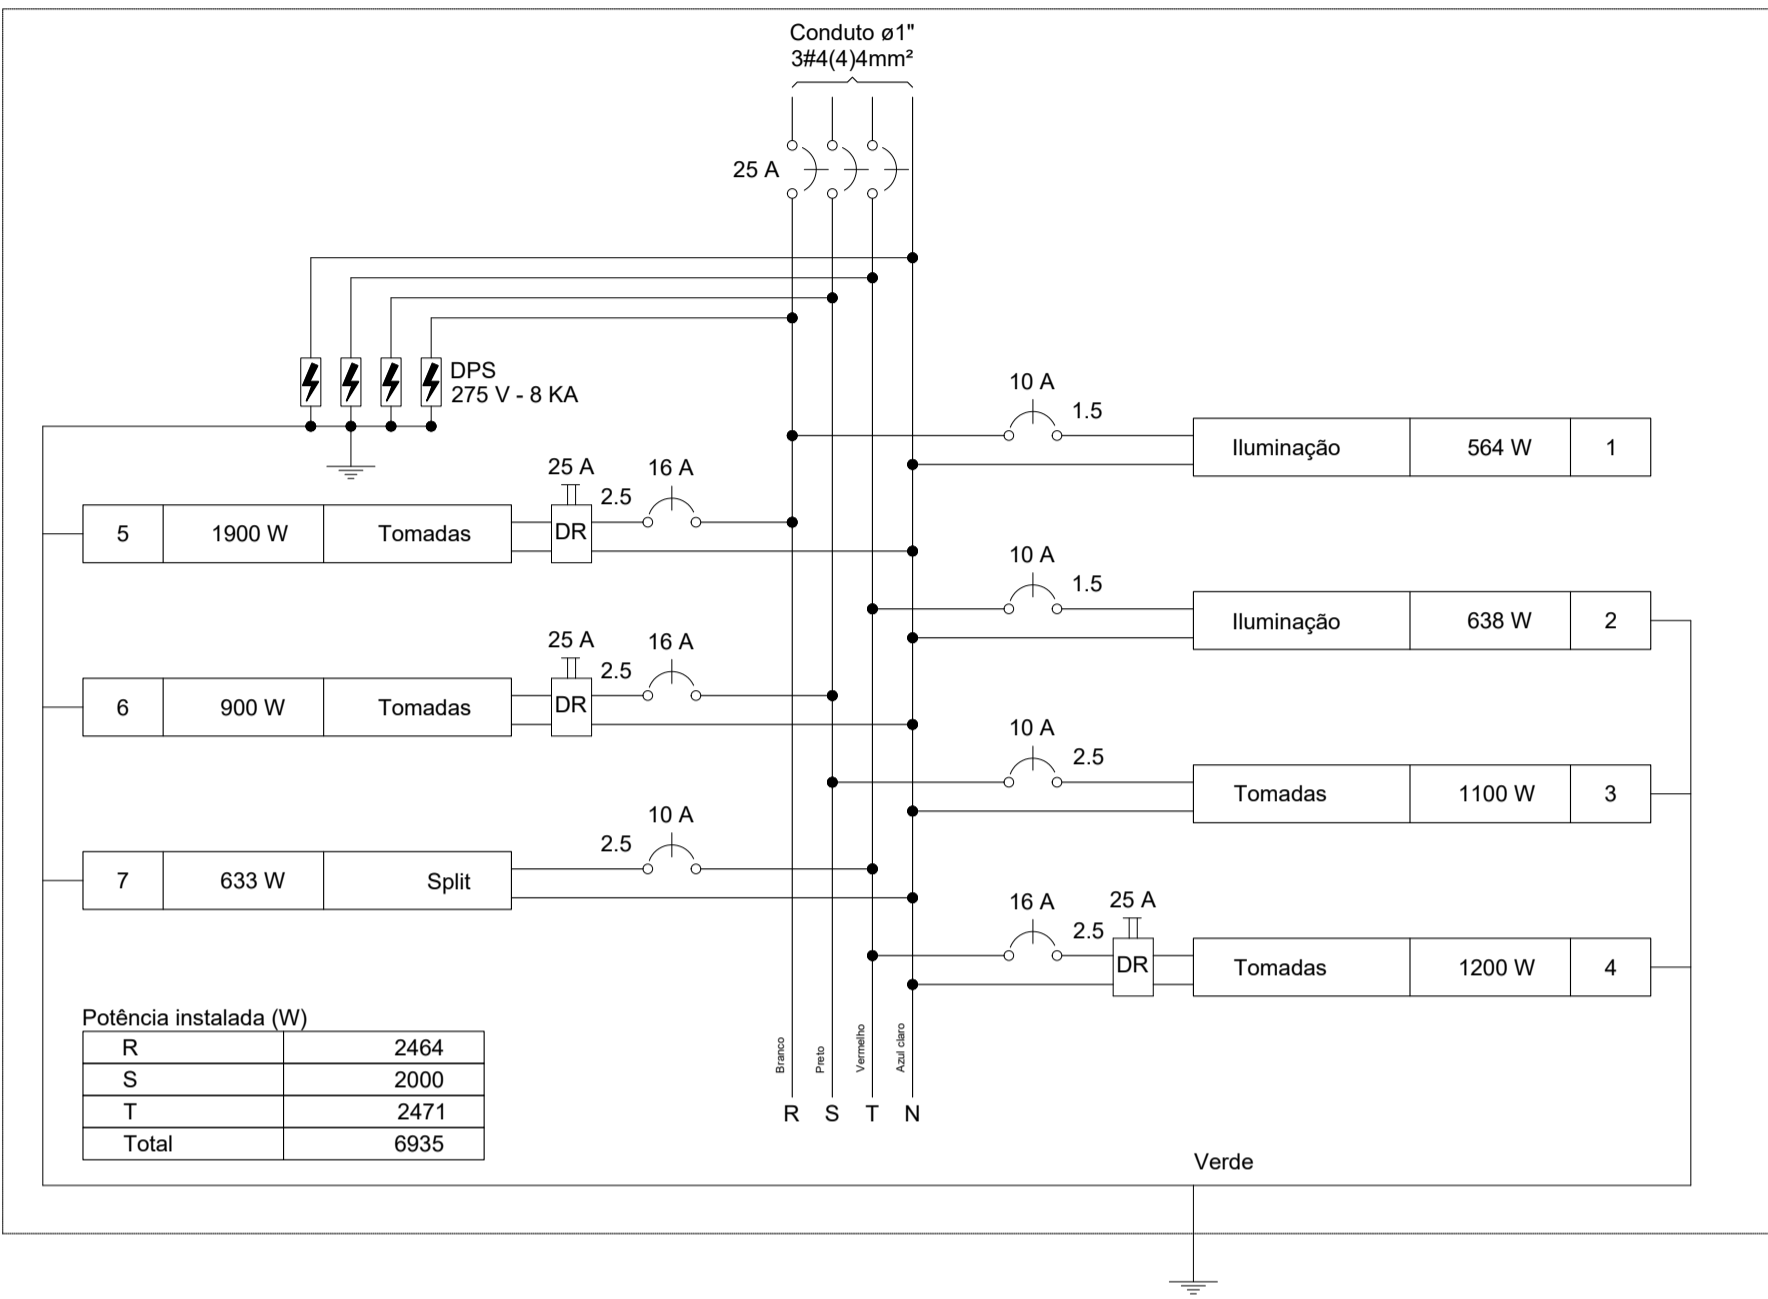 Conduto ø1"
3#4(4)4mm²
25 A
DPS
275 V - 8 KA
10 A
1.5
Iluminação 564 W 1
25 A 16 A
2.5
5 1900 W Tomadas DR
10 A
1.5
Iluminação 638 W 2
25 A 16 A
2.5
6 900 W Tomadas DR
10 A
2.5
Tomadas 1100 W 3
10 A
2.5
7 633 W Split
16 A 25 A
2.5
DR Tomadas 1200 W 4
Potência instalada (W)
R 2464
S 2000
T 2471
Total 6935
Branco
Preto
Vermelho
Azul claro
R S T N
Verde